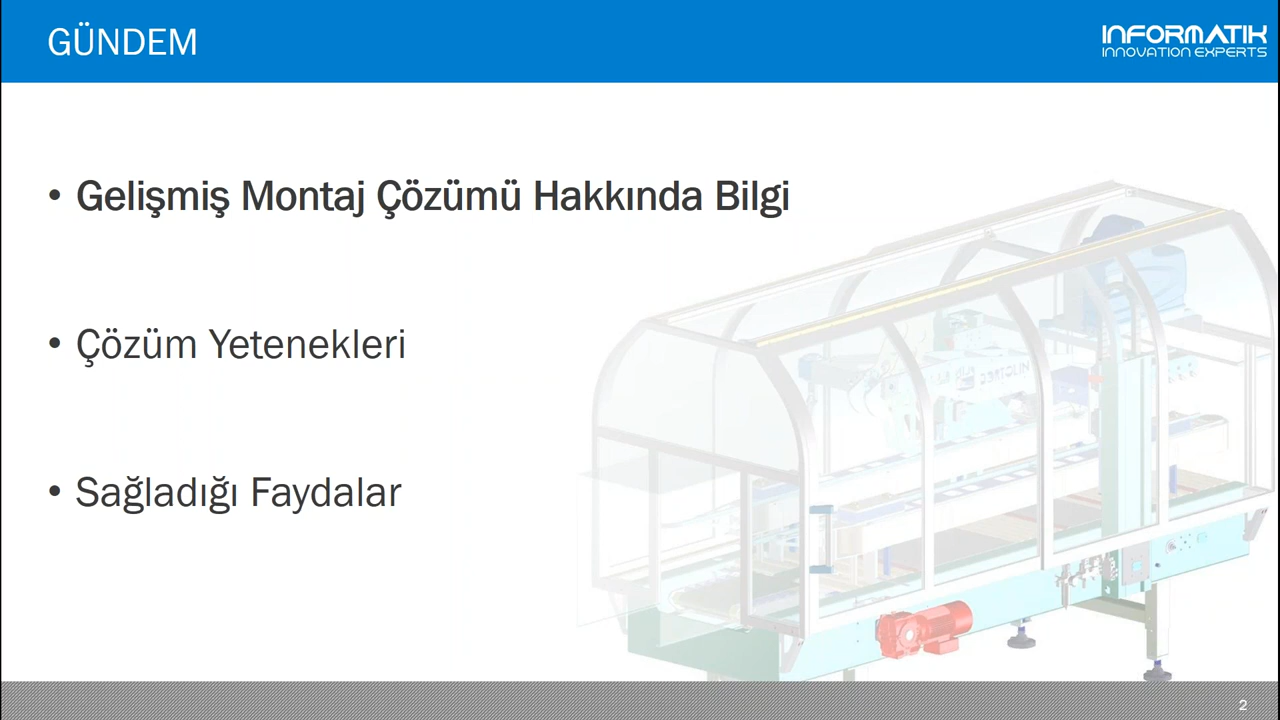 GÜNDEM
INFORMATIK
INNOVATION EXPERTS
• Gelişmiş Montaj Çözümü Hakkında Bilgi
• Çözüm Yetenekleri
• Sağladığı Faydalar
2